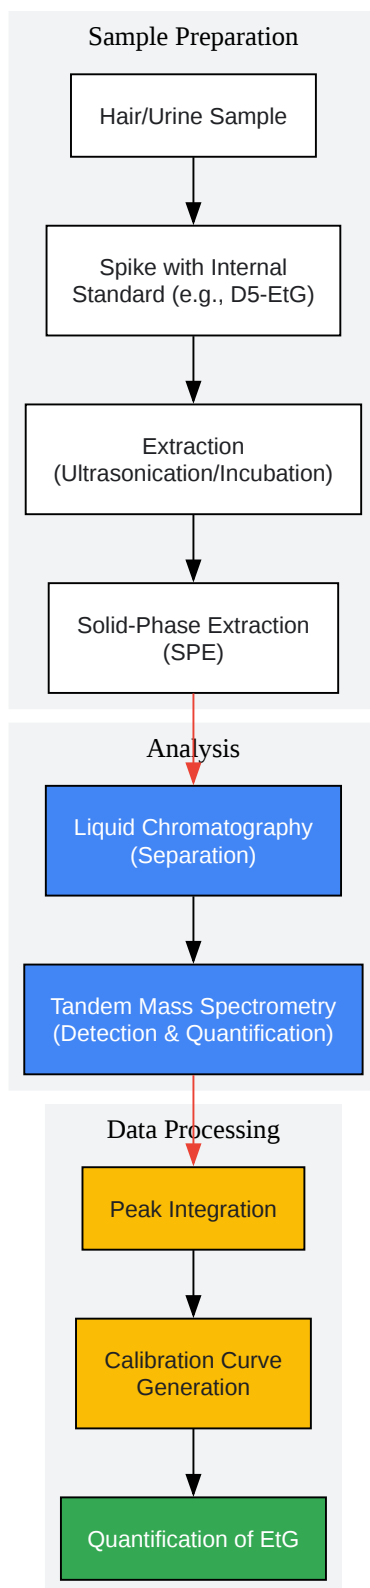 Sample Preparation
Hair/Urine Sample
Spike with Internal
Standard (e.g., D5-EtG)
Extraction
(Ultrasonication/Incubation)
Solid-Phase Extraction
(SPE)
Analysis
Liquid Chromatography
(Separation)
Tandem Mass Spectrometry
(Detection & Quantification)
Data Processing
Peak Integration
Calibration Curve
Generation
Quantification of EtG